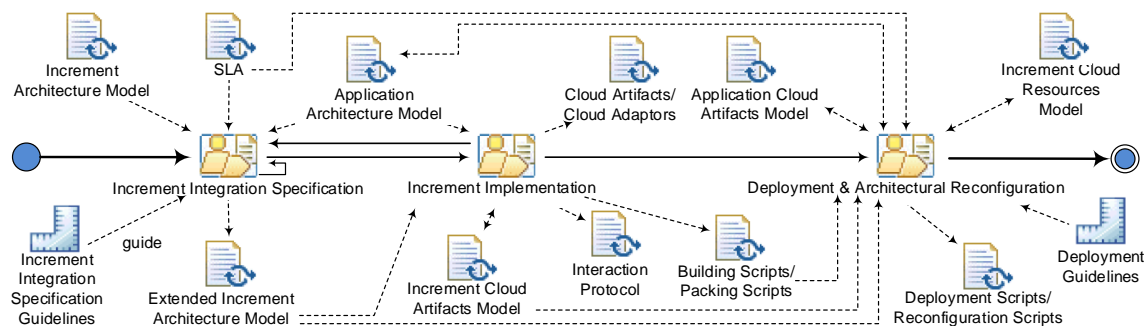 Increment
Architecture Model
SLA
Application
Architecture Model
Cloud Artifacts/
Cloud Adaptors
Application Cloud
Artifacts Model
Increment Cloud
Resources
Model
Increment Integration Specification
Increment Implementation
Deployment & Architectural Reconfiguration
guide
Increment
Integration
Specification
Guidelines
Extended Increment
Architecture Model
Increment Cloud
Artifacts Model
Interaction
Protocol
Building Scripts/
Packing Scripts
Deployment Scripts/
Reconfiguration Scripts
Deployment
Guidelines